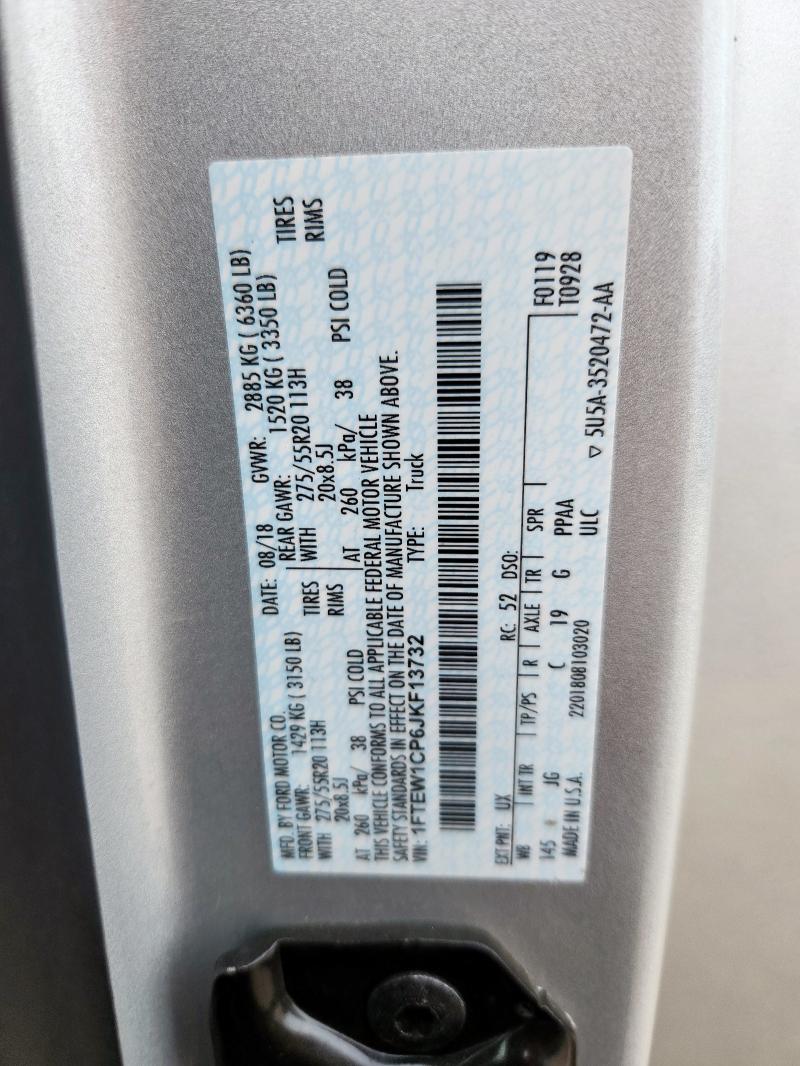 MFD. BY FORD MOTOR CO. DATE: 08/18 GVWR: 2885 KG ( 6360 LB)
FRONT GAWR: 1429 KG ( 3150 LB) REAR GAWR: 1520 KG ( 3350 LB)
WITH 275/55R20 113H TIRES WITH 275/55R20 113H TIRES
20x8.5J RIMS 20x8.5J RIMS
AT 260 kPa/ 38 PSI COLD AT 260 kPa/ 38 PSI COLD
THIS VEHICLE CONFORMS TO ALL APPLICABLE FEDERAL MOTOR VEHICLE
SAFETY STANDARDS IN EFFECT ON THE DATE OF MANUFACTURE SHOWN ABOVE.
VIN: 1FTEW1CP6JKF13732 TYPE: Truck
EXT PNT: UX RC: 52 DSO:
WB INT TR TP/PS R AXLE TR SPR F0119
145 JG C 19 G PPAA T0928
MADE IN U.S.A. 2201808103020 ULC ▽ 5U5A-3520472-AA